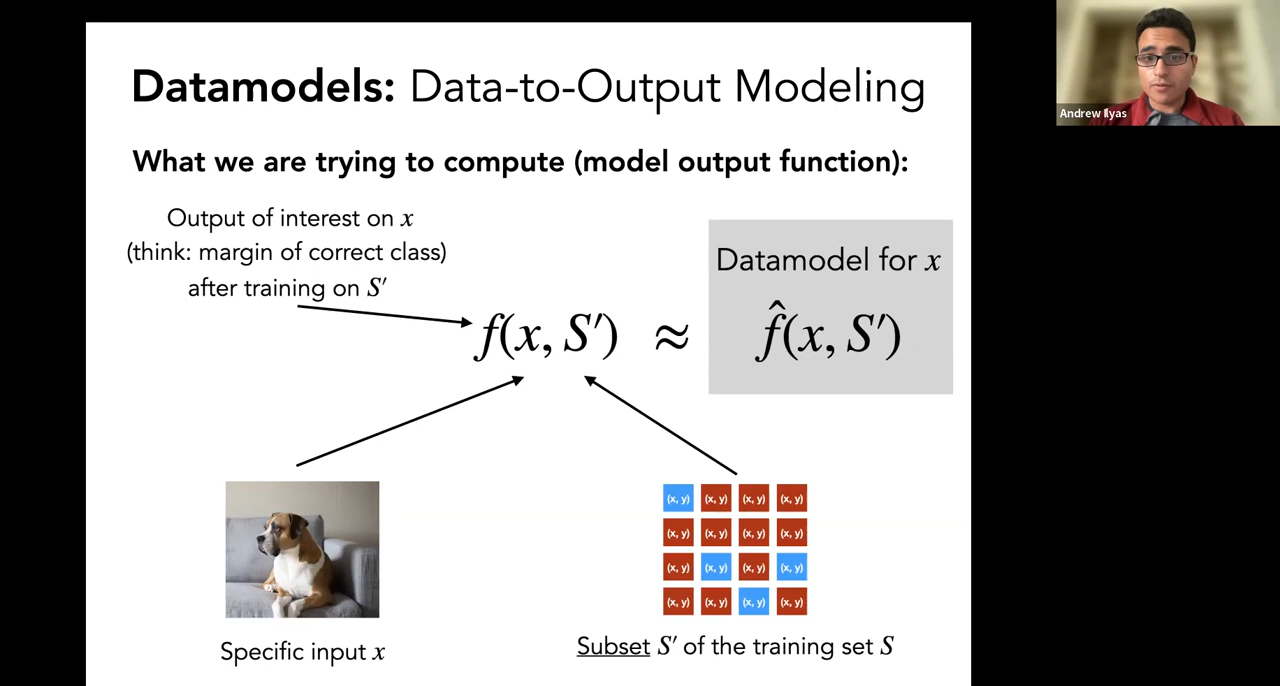 Datamodels: Data-to-Output Modeling
What we are trying to compute (model output function):
Output of interest on x
(think: margin of correct class)
after training on S′
Datamodel for x
f(x, S′) ≈ f̂(x, S′)
(x, y) (x, y) (x, y) (x, y)
(x, y) (x, y) (x, y) (x, y)
(x, y) (x, y) (x, y) (x, y)
(x, y) (x, y) (x, y) (x, y)
Specific input x
Subset S′ of the training set S
Andrew Ilyas